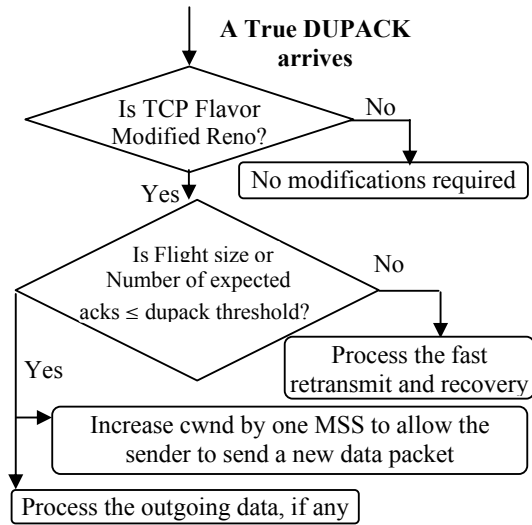 A True DUPACK
arrives
Is TCP Flavor
Modified Reno?
No
No modifications required
Yes
Is Flight size or
Number of expected
acks ≤ dupack threshold?
No
Process the fast
retransmit and recovery
Yes
Increase cwnd by one MSS to allow the
sender to send a new data packet
Process the outgoing data, if any